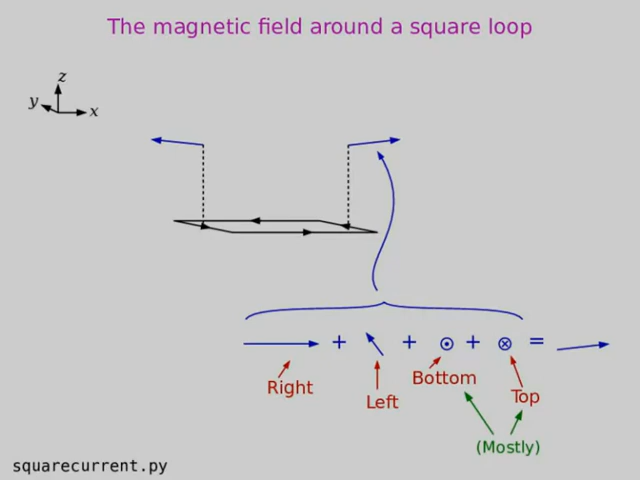 The magnetic field around a square loop
z
y
x
+ + + =
Right
Left
Bottom
Top
(Mostly)
squarecurrent.py